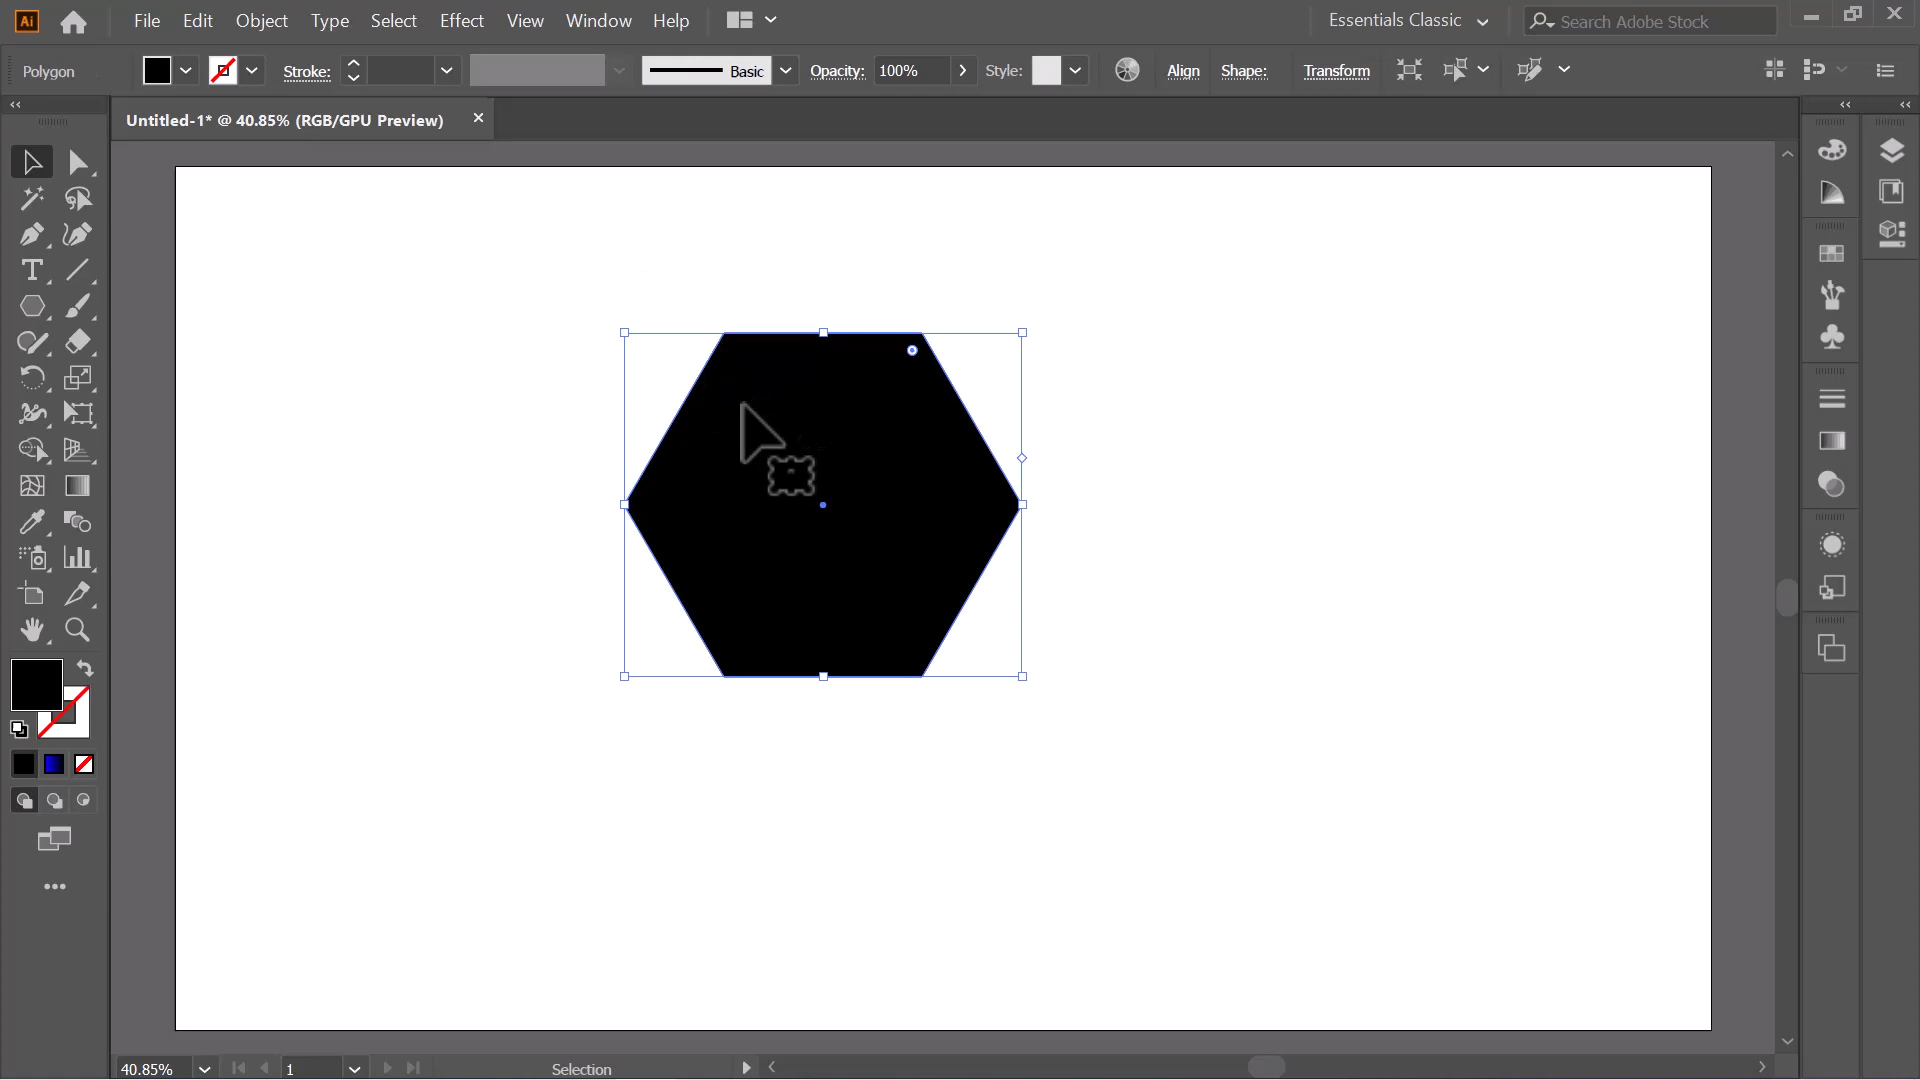 Ai File Edit Object Type Select Effect View Window Help Essentials Classic Search Adobe Stock
Polygon Stroke: Basic Opacity: 100% Style: Align Shape: Transform
Untitled-1* @ 40.85% (RGB/GPU Preview)
40.85% 1 Selection